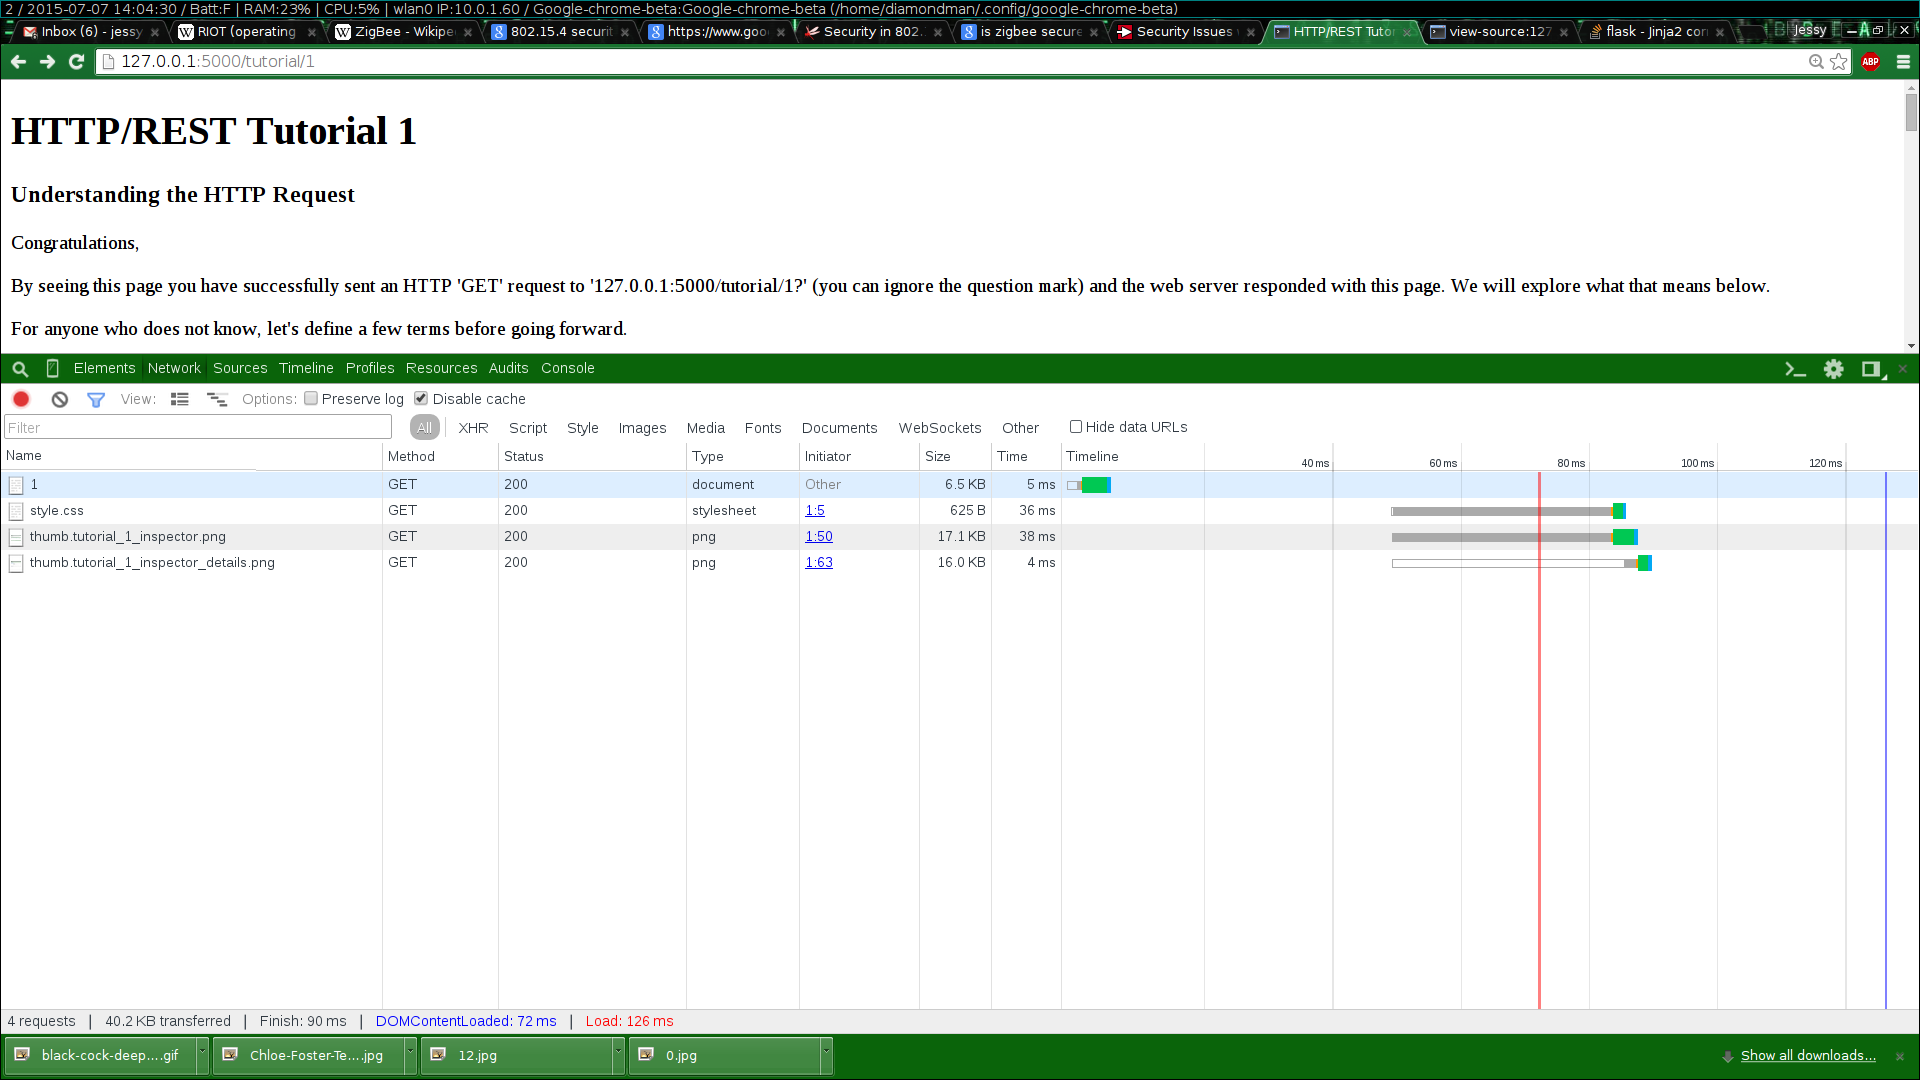 2 / 2015-07-07 14:04:30 / Batt:F | RAM:23% | CPU:5% | wlan0 IP:10.0.1.60 / Google-chrome-beta:Google-chrome-beta (/home/diamondman/.config/google-chrome-beta)
Inbox (6) - jessy RIOT (operating ZigBee - Wikipe 802.15.4 securit https://www.goo Security in 802. is zigbee secure Security Issues HTTP/REST Tutor view-source:127 flask - Jinja2 cor Jessy
127.0.0.1:5000/tutorial/1 ABP
HTTP/REST Tutorial 1
Understanding the HTTP Request
Congratulations,
By seeing this page you have successfully sent an HTTP 'GET' request to '127.0.0.1:5000/tutorial/1?' (you can ignore the question mark) and the web server responded with this page. We will explore what that means below.
For anyone who does not know, let's define a few terms before going forward.
Elements Network Sources Timeline Profiles Resources Audits Console
View: Options: Preserve log Disable cache
Filter All XHR Script Style Images Media Fonts Documents WebSockets Other Hide data URLs
Name Method Status Type Initiator Size Time Timeline 40 ms 60 ms 80 ms 100 ms 120 ms
1 GET 200 document Other 6.5 KB 5 ms
style.css GET 200 stylesheet 1:5 625 B 36 ms
thumb.tutorial_1_inspector.png GET 200 png 1:50 17.1 KB 38 ms
thumb.tutorial_1_inspector_details.png GET 200 png 1:63 16.0 KB 4 ms
4 requests | 40.2 KB transferred | Finish: 90 ms | DOMContentLoaded: 72 ms | Load: 126 ms
black-cock-deep....gif Chloe-Foster-Te....jpg 12.jpg 0.jpg Show all downloads...